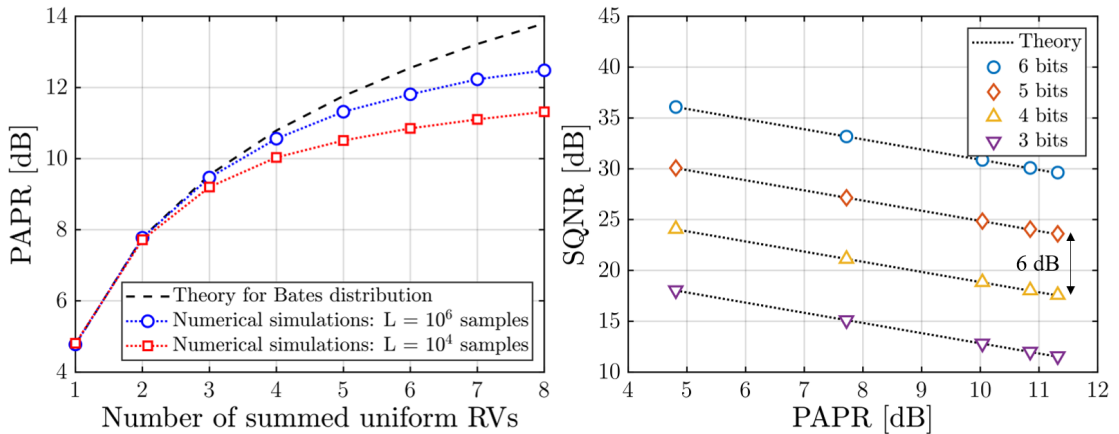 14
12
10
8
6
4
PAPR [dB]
1 2 3 4 5 6 7 8
Number of summed uniform RVs
Theory for Bates distribution
Numerical simulations: L = 10⁶ samples
Numerical simulations: L = 10⁴ samples
45
40
35
30
25
20
15
10
SQNR [dB]
4 5 6 7 8 9 10 11 12
PAPR [dB]
Theory
6 bits
5 bits
4 bits
3 bits
6 dB